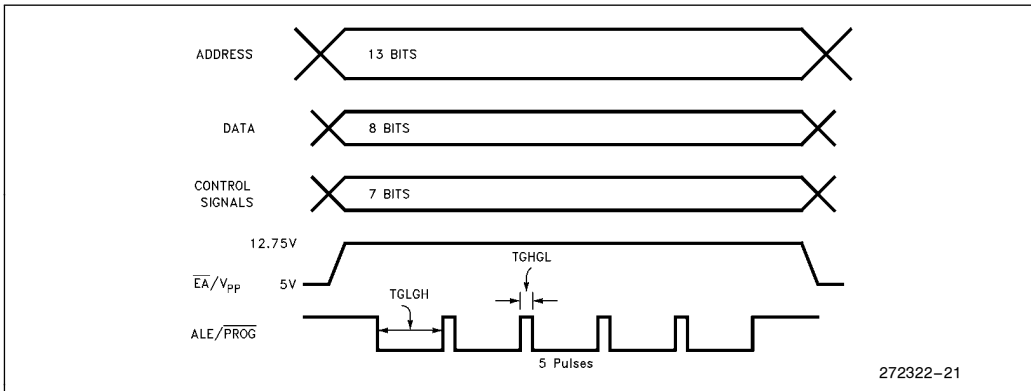 ADDRESS
13 BITS
DATA
8 BITS
CONTROL
SIGNALS
7 BITS
12.75V
TGHGL
EA/VPP 5V
TGLGH
ALE/PROG
5 Pulses
272322–21